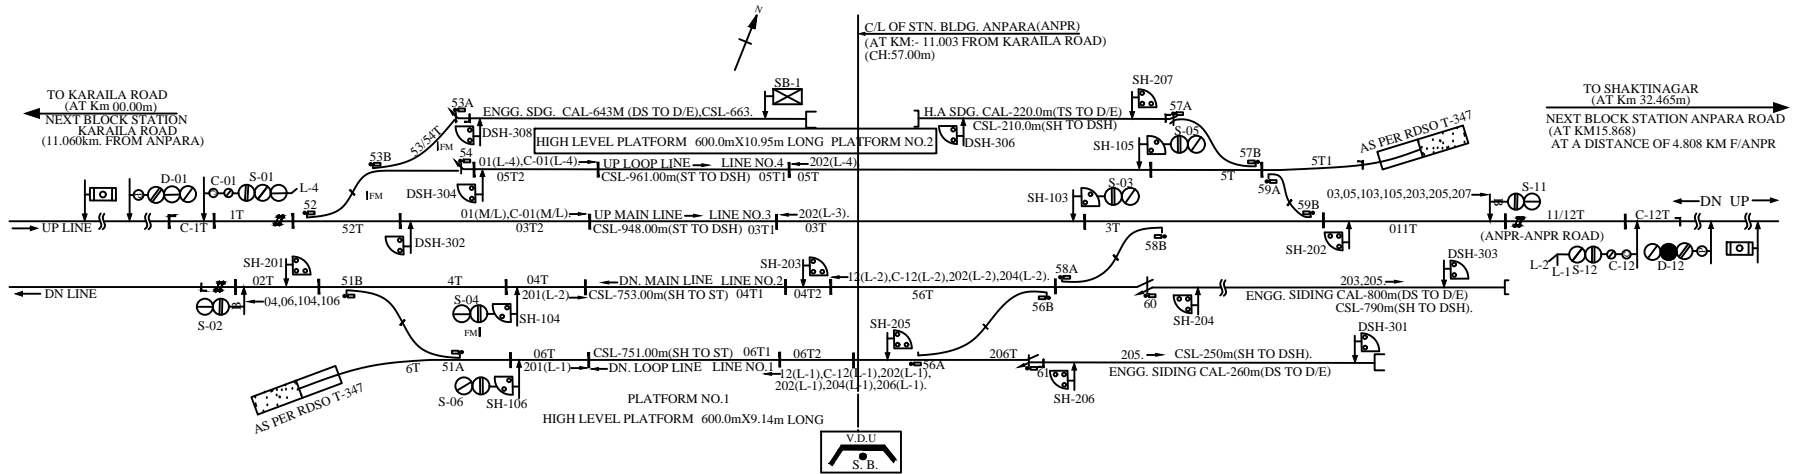 N
C/L OF STN. BLDG. ANPARA(ANPR)
(AT KM:- 11.003 FROM KARAILA ROAD)
(CH:57.00m)
TO KARAILA ROAD
(AT Km 00.00m)
NEXT BLOCK STATION
KARAILA ROAD
(11.060km. FROM ANPARA)
TO SHAKTINAGAR
(AT Km 32.465m)
NEXT BLOCK STATION ANPARA ROAD
(AT KM15.868)
AT A DISTANCE OF 4.808 KM F/ANPR
SB-1
SH-207
53A
ENGG. SDG. CAL-643M (DS TO D/E),CSL-663.
H.A SDG. CAL-220.0m(TS TO D/E)
57A
CSL-210.0m(SH TO DSH)
53/54T
DSH-308
HIGH LEVEL PLATFORM 600.0mX10.95m LONG PLATFORM NO.2
DSH-306
SH-105
S-05
AS PER RDSO T-347
FM
53B
54
01(L-4),C-01(L-4).
UP LOOP LINE
LINE NO.4
202(L-4)
57B
5T1
05T2
CSL-961.00m(ST TO DSH)
05T1
05T
5T
59A
D-01
C-01
S-01
L-4
FM
DSH-304
SH-103
S-03
03,05,103,105,203,205,207
S-11
52
01(M/L),C-01(M/L).
UP MAIN LINE
LINE NO.3
202(L-3).
59B
DN UP
1T
11/12T
C-12T
UP LINE
C-1T
52T
03T2
CSL-948.00m(ST TO DSH)
03T1
03T
3T
011T
DSH-302
58B
SH-202
(ANPR-ANPR ROAD)
SH-201
SH-203
DSH-303
L-2
L-1
S-12
C-12
D-12
02T
51B
4T
04T
DN. MAIN LINE
LINE NO.2
12(L-2),C-12(L-2),202(L-2),204(L-2).
58A
203,205.
DN LINE
04,06,104,106
201(L-2)
CSL-753.00m(SH TO ST)
04T1
04T2
56T
56B
60
ENGG. SIDING CAL-800m(DS TO D/E)
CSL-790m(SH TO DSH).
S-02
S-04
SH-104
FM
SH-204
SH-205
DSH-301
06T
CSL-751.00m(SH TO ST)
06T1
06T2
206T
205.
CSL-250m(SH TO DSH).
6T
51A
201(L-1)
DN. LOOP LINE
LINE NO.1
12(L-1),C-12(L-1),202(L-1),
202(L-1),204(L-1),206(L-1).
56A
61
ENGG. SIDING CAL-260m(DS TO D/E)
AS PER RDSO T-347
S-06
SH-106
SH-206
PLATFORM NO.1
HIGH LEVEL PLATFORM 600.0mX9.14m LONG
V.D.U
S. B.